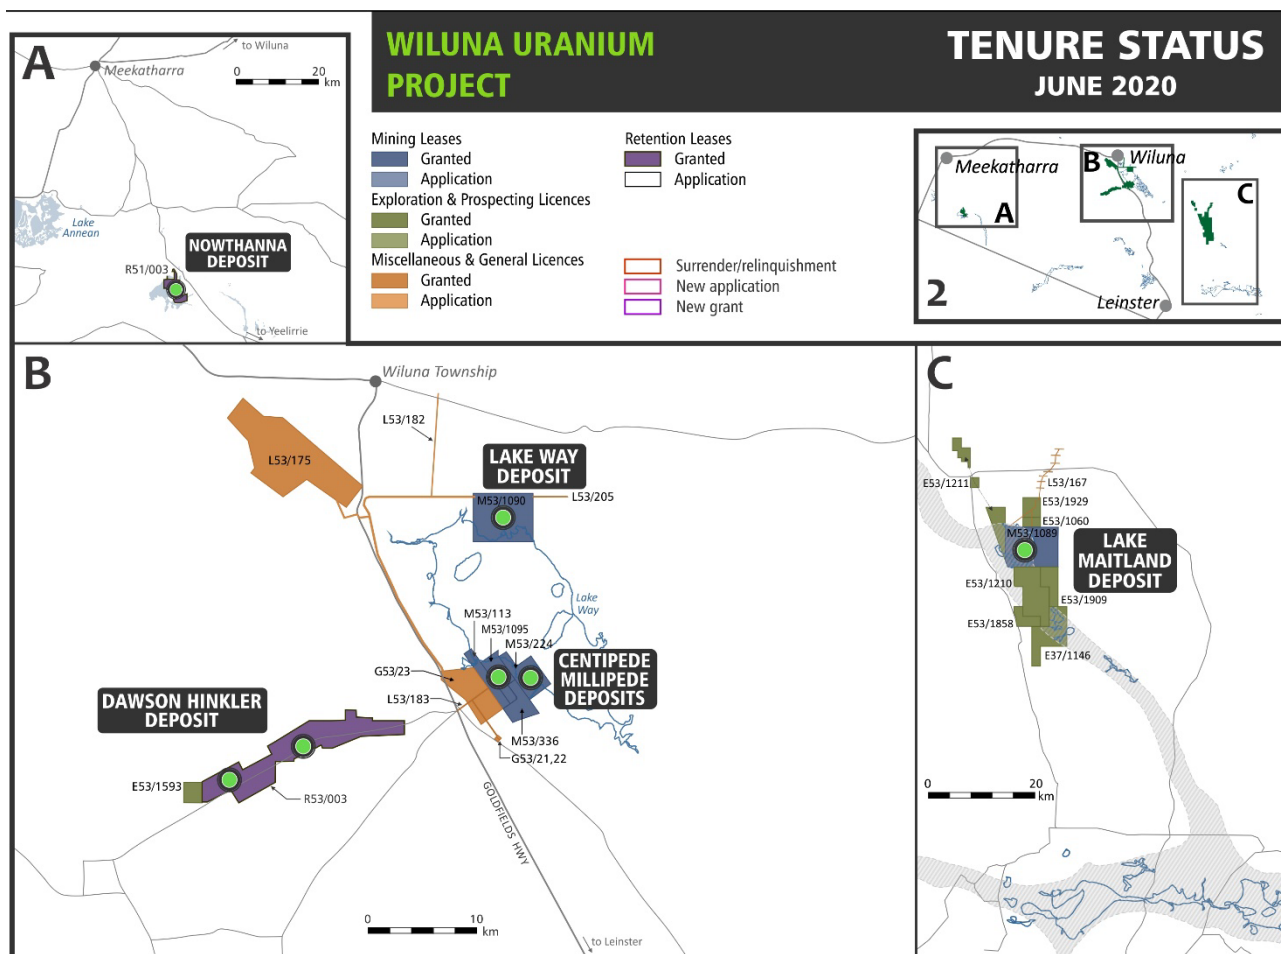 WILUNA URANIUM
PROJECT
TENURE STATUS
JUNE 2020
A
to Wiluna
Meekatharra
0 20
km
Lake
Annean
NOWTHANNA
DEPOSIT
R51/003
to Yeelirrie
Mining Leases
Granted
Application
Exploration & Prospecting Licences
Granted
Application
Miscellaneous & General Licences
Granted
Application
Retention Leases
Granted
Application
Surrender/relinquishment
New application
New grant
Meekatharra
A
B
Wiluna
C
2
Leinster
B
Wiluna Township
L53/182
L53/175
LAKE WAY
DEPOSIT
M53/1090
L53/205
Lake
Way
M53/113
M53/1095
M53/224
G53/23
CENTIPEDE
MILLIPEDE
DEPOSITS
L53/183
M53/336
G53/21,22
DAWSON HINKLER
DEPOSIT
E53/1593
R53/003
GOLDFIELDS HWY
0 10
km
to Leinster
C
E53/1211
L53/167
E53/1929
E53/1060
M53/1089
LAKE
MAITLAND
DEPOSIT
E53/1210
E53/1909
E53/1858
E37/1146
0 20
km